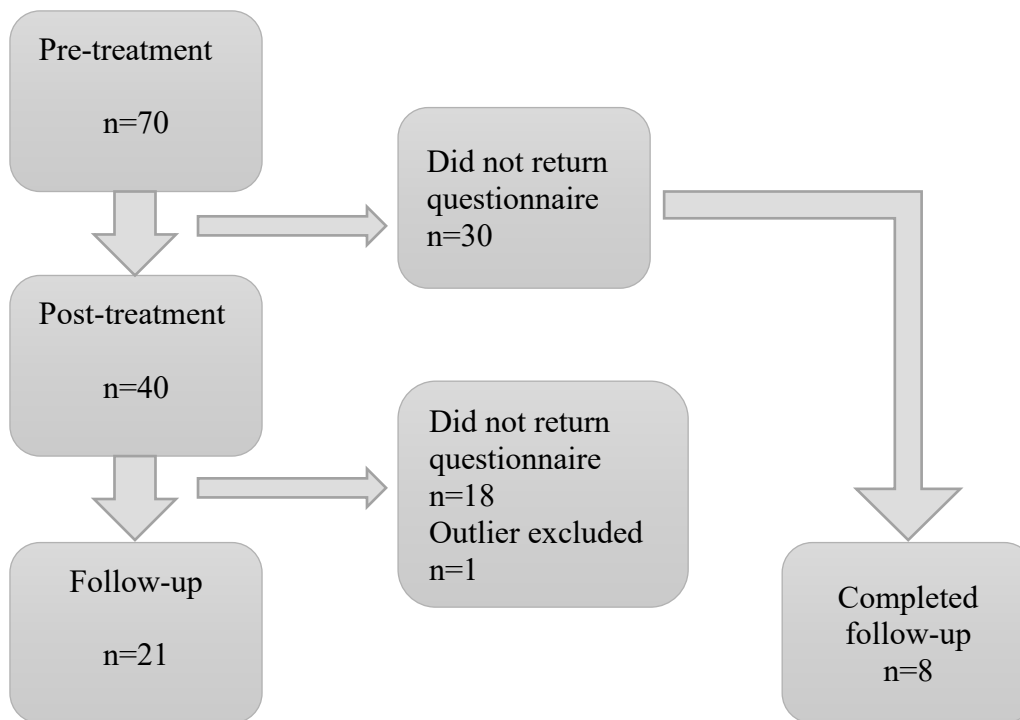 Pre-treatment
n=70
Did not return
questionnaire
n=30
Post-treatment
n=40
Did not return
questionnaire
n=18
Outlier excluded
n=1
Follow-up
n=21
Completed
follow-up
n=8